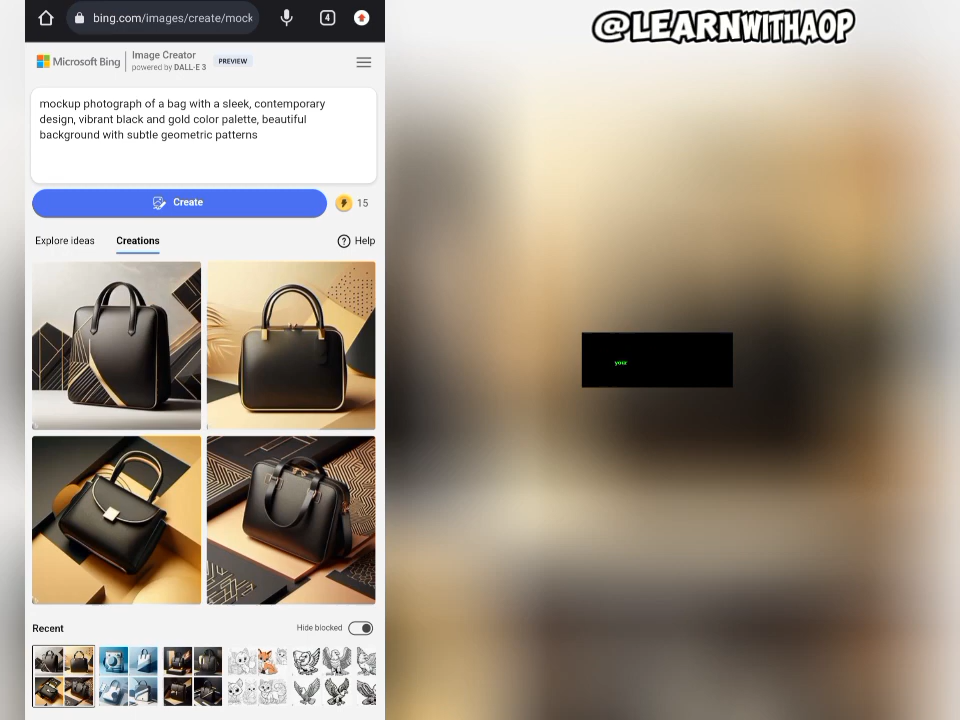 bing.com/images/create/mock
4
@LEARNWITHAOP
Microsoft Bing
Image Creator
powered by DALL-E 3
PREVIEW
mockup photograph of a bag with a sleek, contemporary
design, vibrant black and gold color palette, beautiful
background with subtle geometric patterns
Create
15
Explore ideas
Creations
Help
your
Recent
Hide blocked